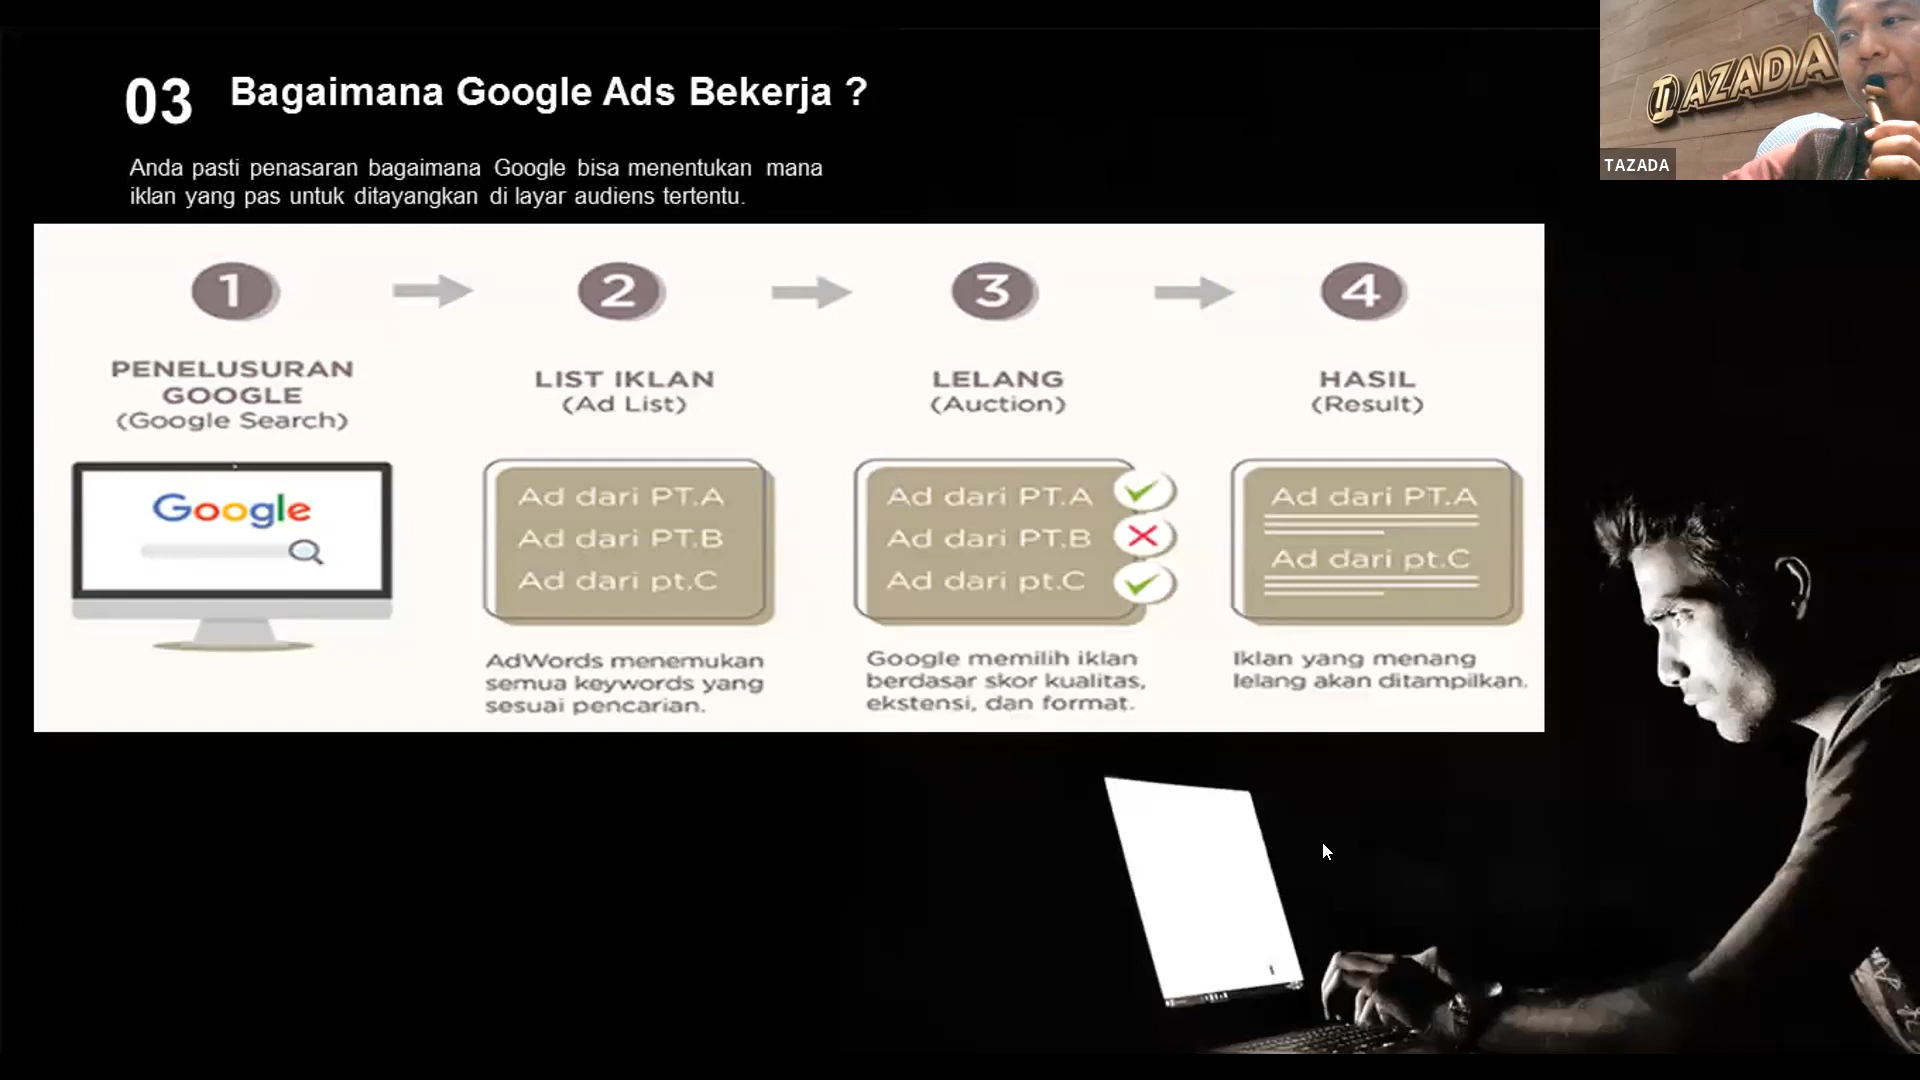 03 Bagaimana Google Ads Bekerja ?
Anda pasti penasaran bagaimana Google bisa menentukan mana
iklan yang pas untuk ditayangkan di layar audiens tertentu.
TAZADA
TAZADA
1
PENELUSURAN
GOOGLE
(Google Search)
Google
2
LIST IKLAN
(Ad List)
Ad dari PT.A
Ad dari PT.B
Ad dari pt.C
AdWords menemukan
semua keywords yang
sesuai pencarian.
3
LELANG
(Auction)
Ad dari PT.A
Ad dari PT.B
Ad dari pt.C
Google memilih iklan
berdasar skor kualitas,
ekstensi, dan format.
4
HASIL
(Result)
Ad dari PT.A
Ad dari pt.C
Iklan yang menang
lelang akan ditampilkan.